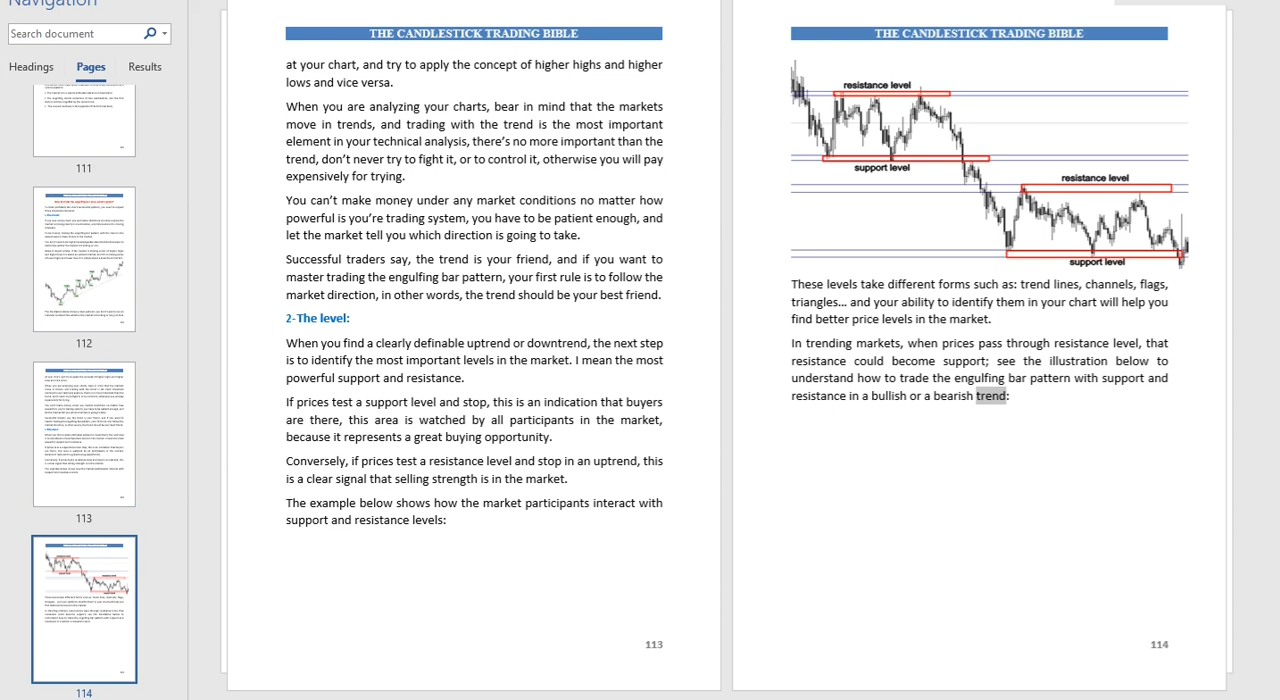 Navigation
Search document
Headings
Pages
Results
111
112
113
114
THE CANDLESTICK TRADING BIBLE
at your chart, and try to apply the concept of higher highs and higher
lows and vice versa.
When you are analyzing your charts, bear in mind that the markets
move in trends, and trading with the trend is the most important
element in your technical analysis, there's no more important than the
trend, don't never try to fight it, or to control it, otherwise you will pay
expensively for trying.
You can't make money under any market conditions no matter how
powerful is you're trading system, you have to be patient enough, and
let the market tell you which direction is going to take.
Successful traders say, the trend is your friend, and if you want to
master trading the engulfing bar pattern, your first rule is to follow the
market direction, in other words, the trend should be your best friend.
2-The level:
When you find a clearly definable uptrend or downtrend, the next step
is to identify the most important levels in the market. I mean the most
powerful support and resistance.
If prices test a support level and stop, this is an indication that buyers
are there, this area is watched by all participants in the market,
because it represents a great buying opportunity.
Conversely, if prices test a resistance level and stop in an uptrend, this
is a clear signal that selling strength is in the market.
The example below shows how the market participants interact with
support and resistance levels:
113
THE CANDLESTICK TRADING BIBLE
resistance level
support level
resistance level
support level
These levels take different forms such as: trend lines, channels, flags,
triangles... and your ability to identify them in your chart will help you
find better price levels in the market.
In trending markets, when prices pass through resistance level, that
resistance could become support; see the illustration below to
understand how to trade the engulfing bar pattern with support and
resistance in a bullish or a bearish trend:
114